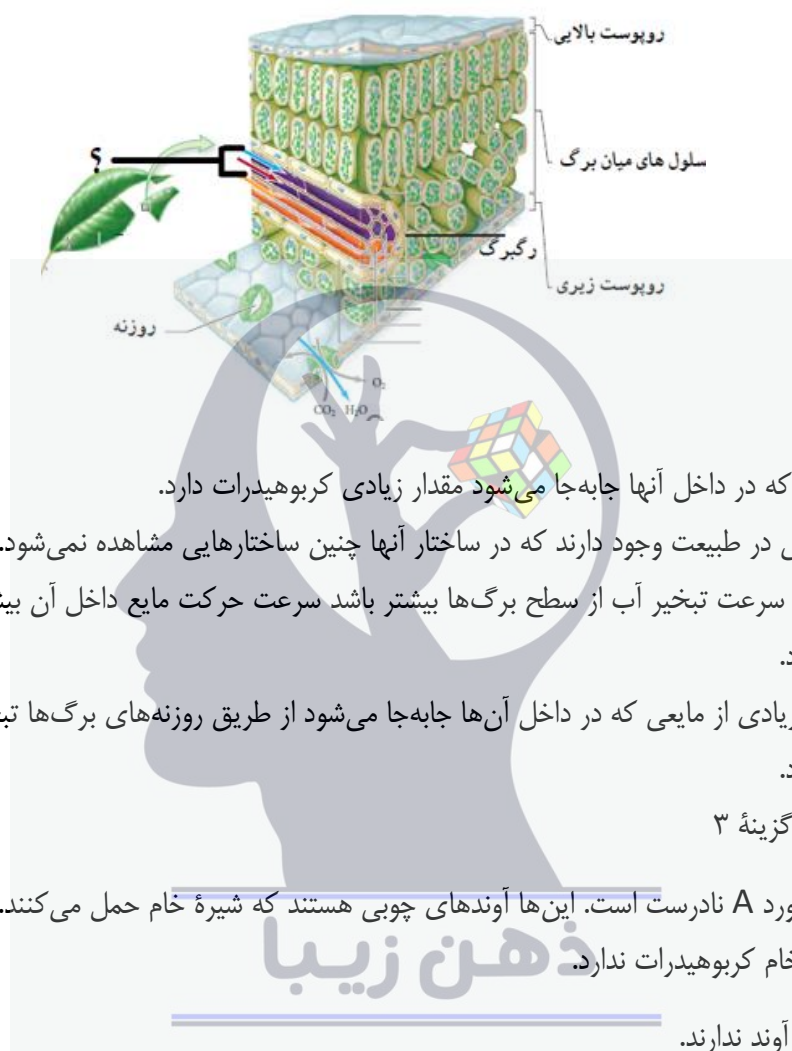 روپوست بالایی
سلول های میان برگ
؟
رگبرگ
روپوست زیری
روزنه
O₂
CO₂ H₂O
که در داخل آنها جابه‌جا می‌شود مقدار زیادی کربوهیدرات دارد.
در طبیعت وجود دارند که در ساختار آنها چنین ساختارهایی مشاهده نمی‌شود.
سرعت تبخیر آب از سطح برگ‌ها بیشتر باشد سرعت حرکت مایع داخل آن
زیادی از مایعی که در داخل آن‌ها جابه‌جا می‌شود از طریق روزنه‌های برگ‌ها
گزینهٔ ۳
A نادرست است. این‌ها آوندهای چوبی هستند که شیرهٔ خام حمل می‌کنند.
خام کربوهیدرات ندارد.
ذهن زیبا
آوند ندارند.